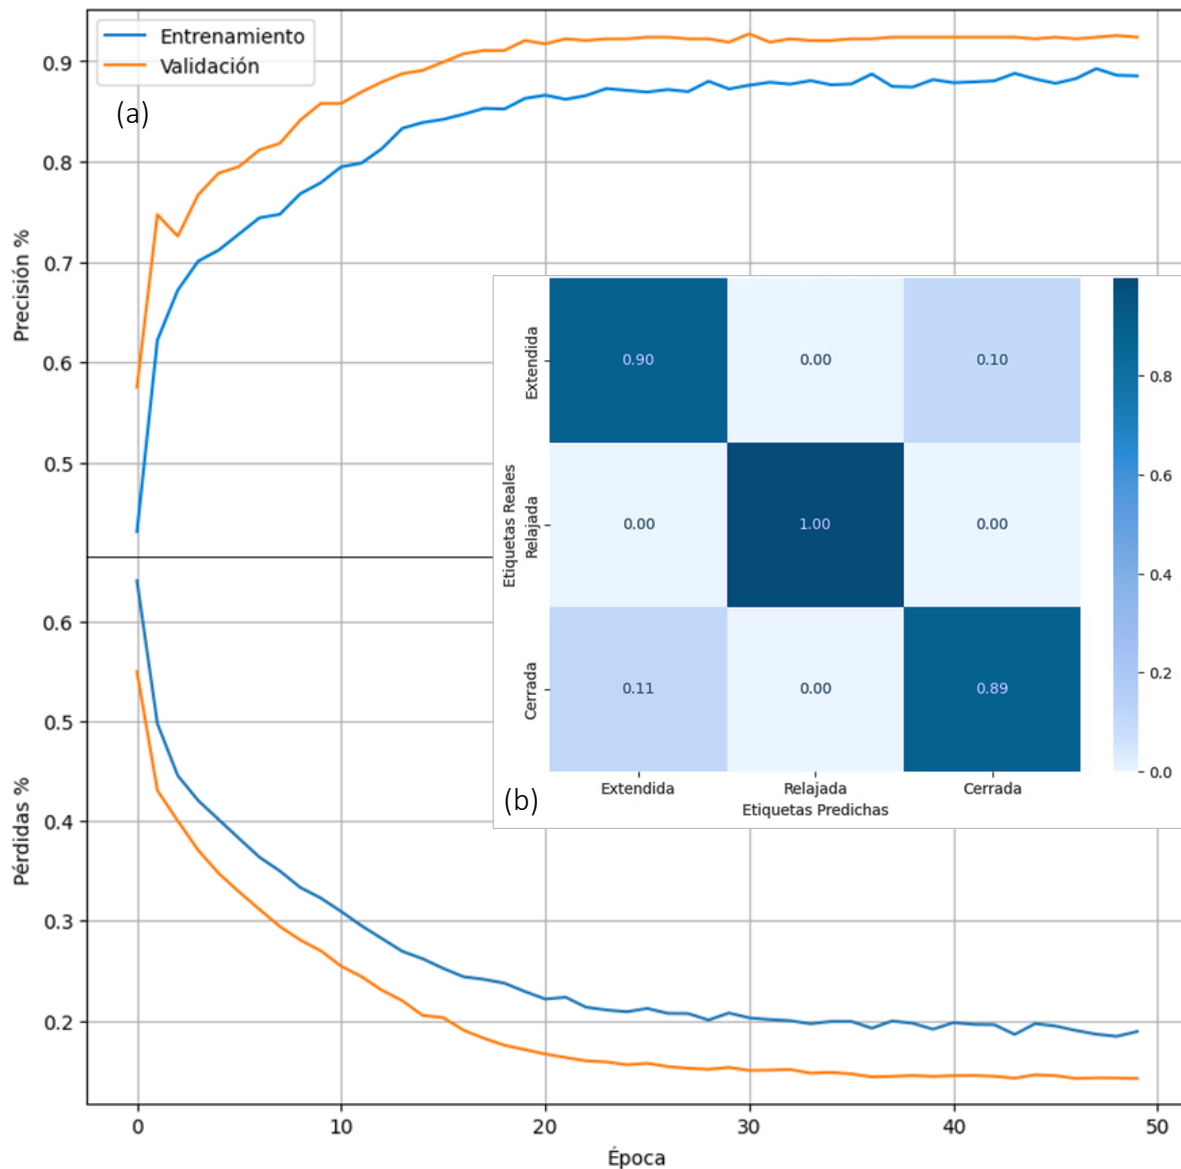 Entrenamiento
Validación
(a)
0.9
0.8
0.7
0.6
0.5
Precisión %
0.6
0.5
0.4
0.3
0.2
Pérdidas %
0 10 20 30 40 50
Época
Extendida 0.90 0.00 0.10
Relajada 0.00 1.00 0.00
Cerrada 0.11 0.00 0.89
Etiquetas Reales
Extendida Relajada Cerrada
Etiquetas Predichas
(b)
0.8
0.6
0.4
0.2
0.0